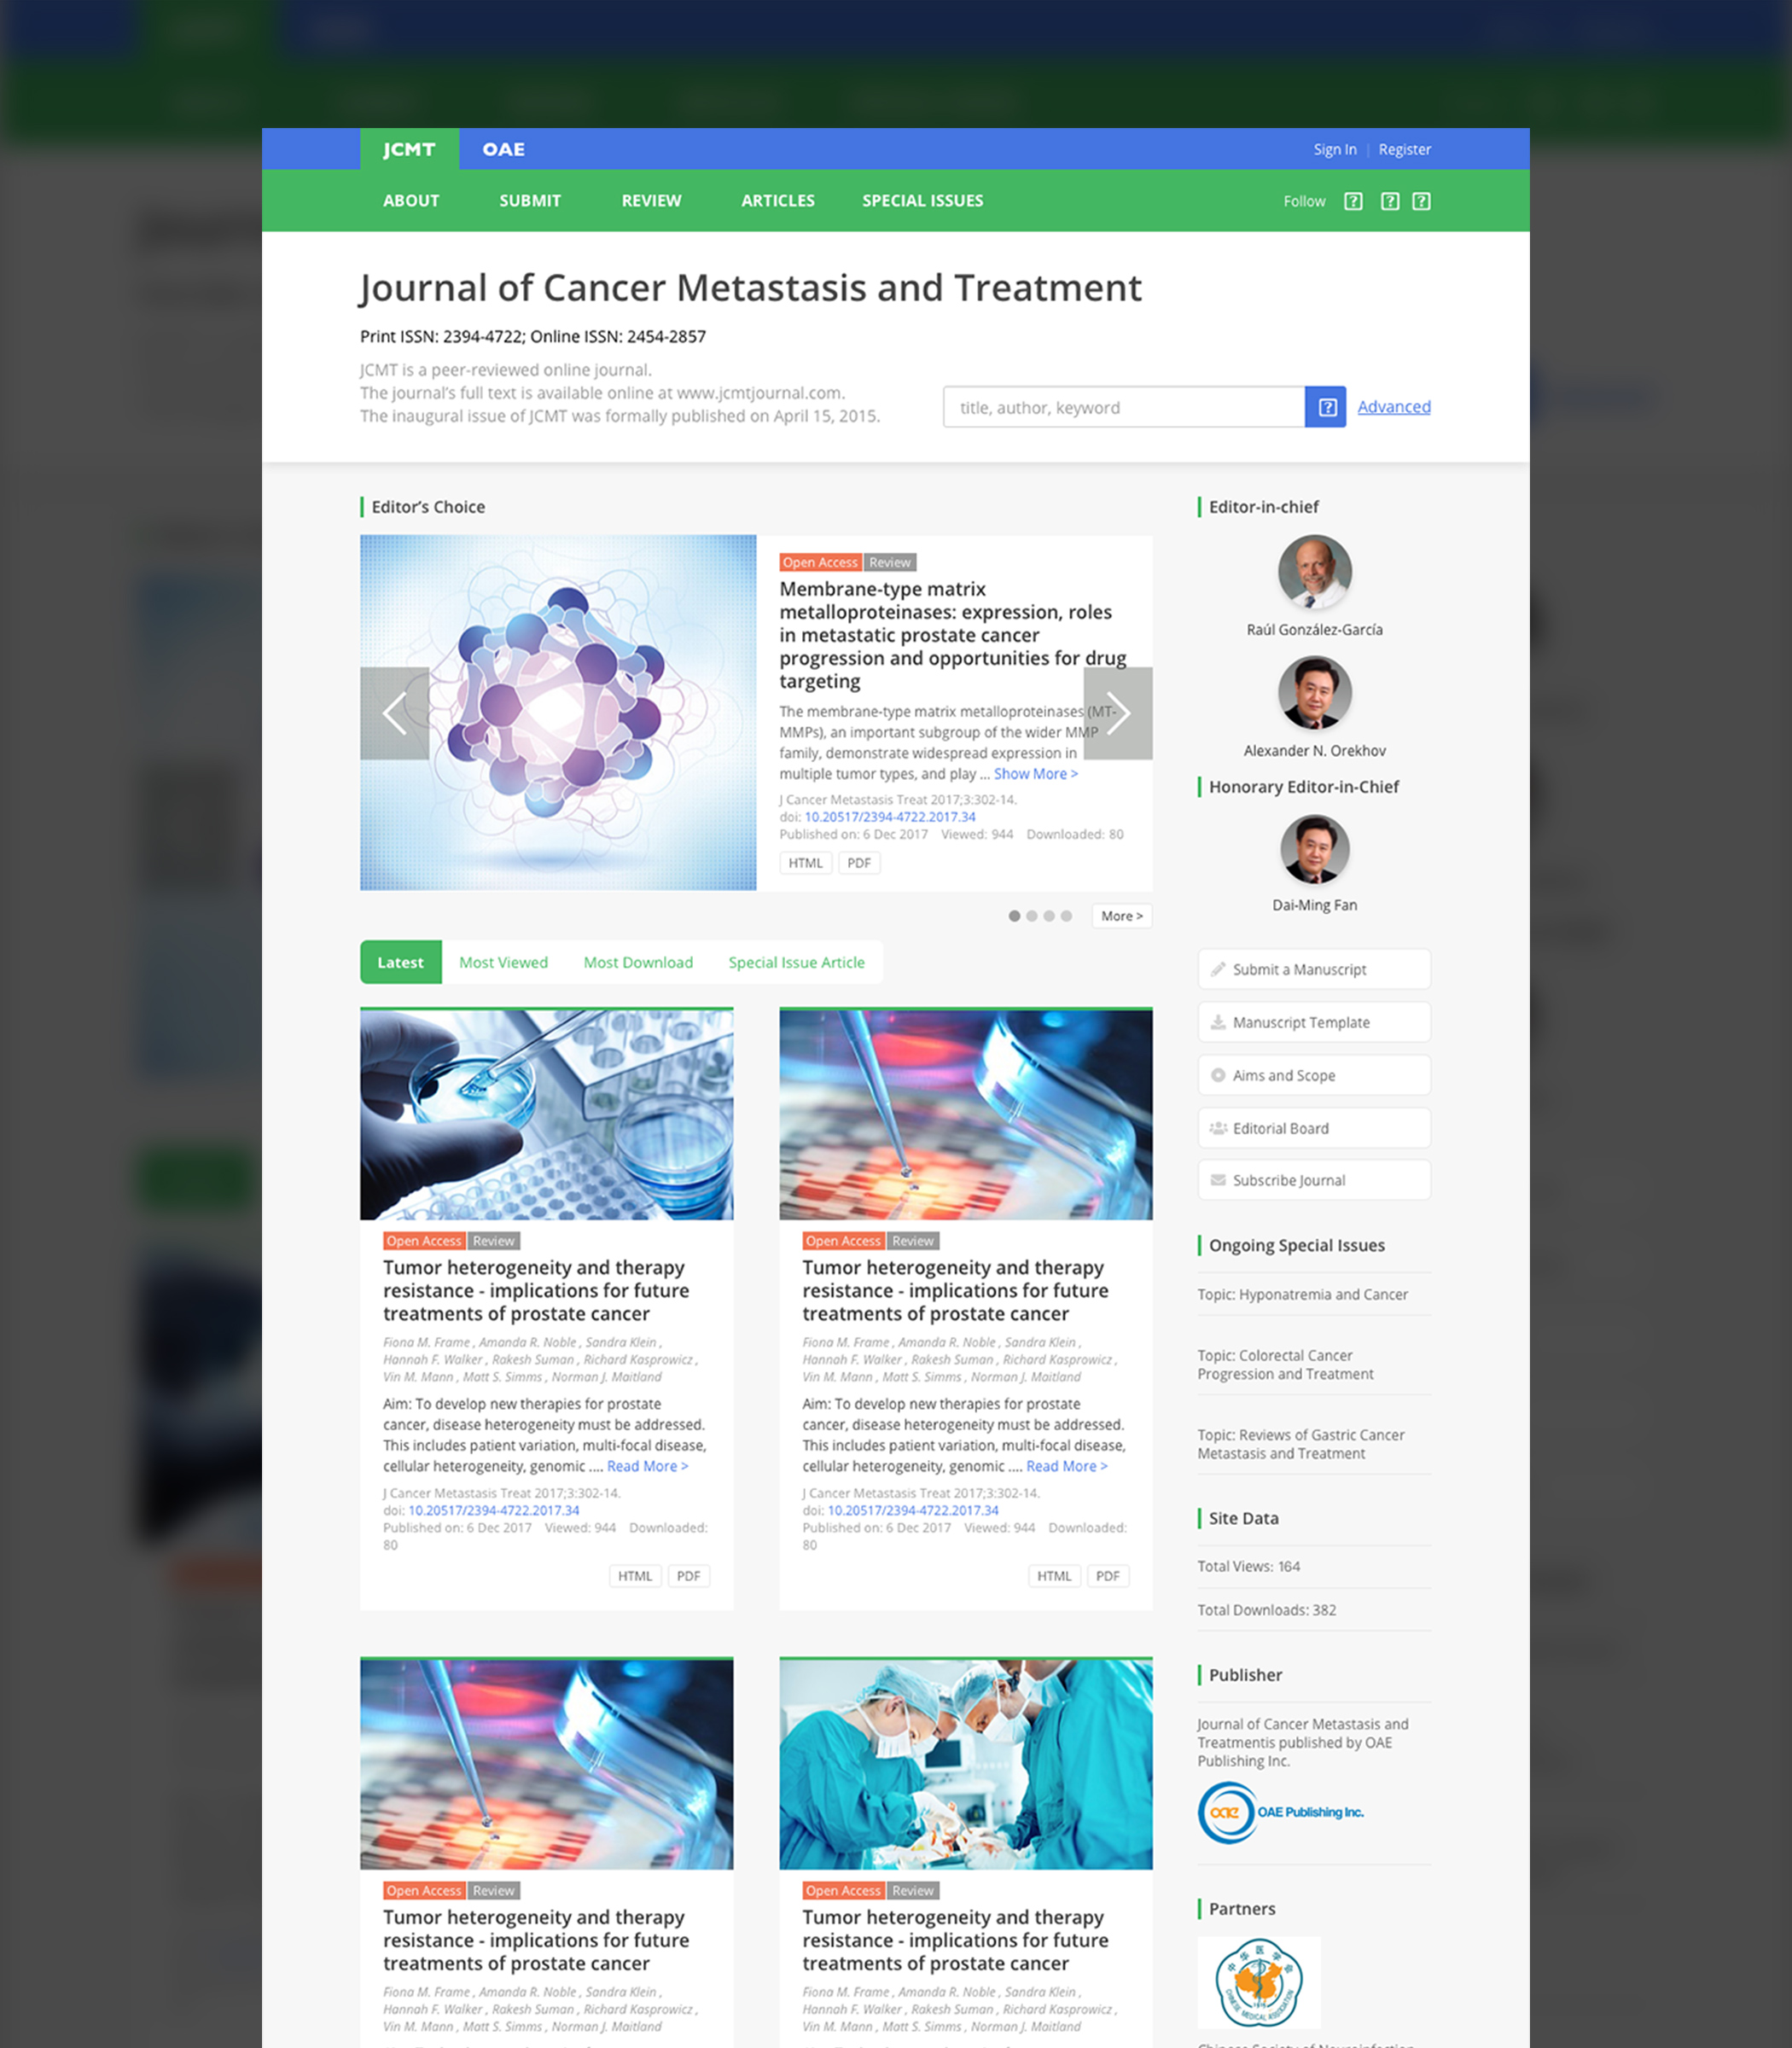 JCMT
OAE
Sign In | Register
ABOUT
SUBMIT
REVIEW
ARTICLES
SPECIAL ISSUES
Follow
Journal of Cancer Metastasis and Treatment
Print ISSN: 2394-4722; Online ISSN: 2454-2857
JCMT is a peer-reviewed online journal.
The journal’s full text is available online at www.jcmtjournal.com.
The inaugural issue of JCMT was formally published on April 15, 2015.
title, author, keyword
Advanced
Editor’s Choice
Open Access Review
Membrane-type matrix
metalloproteinases: expression, roles
in metastatic prostate cancer
progression and opportunities for drug
targeting
The membrane-type matrix metalloproteinases (MT-
MMPs), an important subgroup of the wider MMP
family, demonstrate widespread expression in
multiple tumor types, and play ... Show More >
J Cancer Metastasis Treat 2017;3:302-14.
doi: 10.20517/2394-4722.2017.34
Published on: 6 Dec 2017 Viewed: 944 Downloaded: 80
HTML PDF
More >
Latest
Most Viewed
Most Download
Special Issue Article
Open Access Review
Tumor heterogeneity and therapy
resistance - implications for future
treatments of prostate cancer
Fiona M. Frame , Amanda R. Noble , Sandra Klein ,
Hannah F. Walker , Rakesh Suman , Richard Kasprowicz ,
Vin M. Mann , Matt S. Simms , Norman J. Maitland
Aim: To develop new therapies for prostate
cancer, disease heterogeneity must be addressed.
This includes patient variation, multi-focal disease,
cellular heterogeneity, genomic .... Read More >
J Cancer Metastasis Treat 2017;3:302-14.
doi: 10.20517/2394-4722.2017.34
Published on: 6 Dec 2017 Viewed: 944 Downloaded:
80
HTML PDF
Open Access Review
Tumor heterogeneity and therapy
resistance - implications for future
treatments of prostate cancer
Fiona M. Frame , Amanda R. Noble , Sandra Klein ,
Hannah F. Walker , Rakesh Suman , Richard Kasprowicz ,
Vin M. Mann , Matt S. Simms , Norman J. Maitland
Aim: To develop new therapies for prostate
cancer, disease heterogeneity must be addressed.
This includes patient variation, multi-focal disease,
cellular heterogeneity, genomic .... Read More >
J Cancer Metastasis Treat 2017;3:302-14.
doi: 10.20517/2394-4722.2017.34
Published on: 6 Dec 2017 Viewed: 944 Downloaded:
80
HTML PDF
Open Access Review
Tumor heterogeneity and therapy
resistance - implications for future
treatments of prostate cancer
Fiona M. Frame , Amanda R. Noble , Sandra Klein ,
Hannah F. Walker , Rakesh Suman , Richard Kasprowicz ,
Vin M. Mann , Matt S. Simms , Norman J. Maitland
Open Access Review
Tumor heterogeneity and therapy
resistance - implications for future
treatments of prostate cancer
Fiona M. Frame , Amanda R. Noble , Sandra Klein ,
Hannah F. Walker , Rakesh Suman , Richard Kasprowicz ,
Vin M. Mann , Matt S. Simms , Norman J. Maitland
Editor-in-chief
Raúl González-García
Alexander N. Orekhov
Honorary Editor-in-Chief
Dai-Ming Fan
Submit a Manuscript
Manuscript Template
Aims and Scope
Editorial Board
Subscribe Journal
Ongoing Special Issues
Topic: Hyponatremia and Cancer
Topic: Colorectal Cancer
Progression and Treatment
Topic: Reviews of Gastric Cancer
Metastasis and Treatment
Site Data
Total Views: 164
Total Downloads: 382
Publisher
Journal of Cancer Metastasis and
Treatmentis published by OAE
Publishing Inc.
oae OAE Publishing Inc.
Partners
中华医学会
CHINESE MEDICAL ASSOCIATION